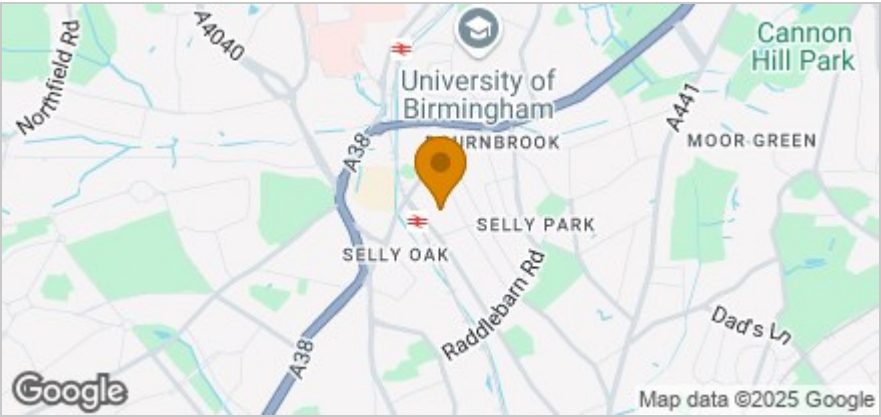 Northfield Rd
A4040
University of
Birmingham
Cannon
Hill Park
A441
MOOR GREEN
A38
URNBROOK
SELLY PARK
SELLY OAK
Raddlebarn Rd
Dad's Ln
A38
Google
Map data ©2025 Google